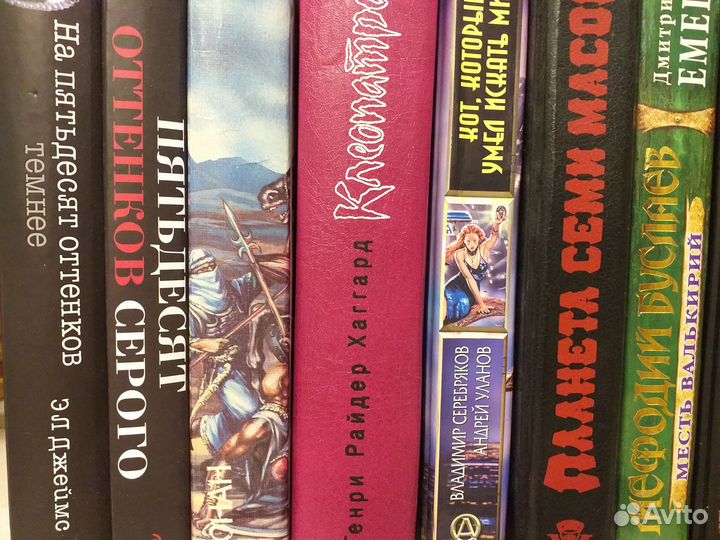 На пятьдесят оттенков
темнее
Э Л Джеймс
ПЯТЬДЕСЯТ
ОТТЕНКОВ СЕРОГО
Генри Райдер Хаггард
Клеопатра
КОТ, КОТОРЫЙ
УМЕЛ ИСКАТЬ МИ
ВЛАДИМИР СЕРЕБРЯКОВ
АНДРЕЙ УЛАНОВ
ПЛАНЕТА СЕМИ МАСОК
Дмитри
ЕМЕЦ
МЕФОДИЙ БУСЛАЕВ
МЕСТЬ ВАЛЬКИРИЙ
Avito